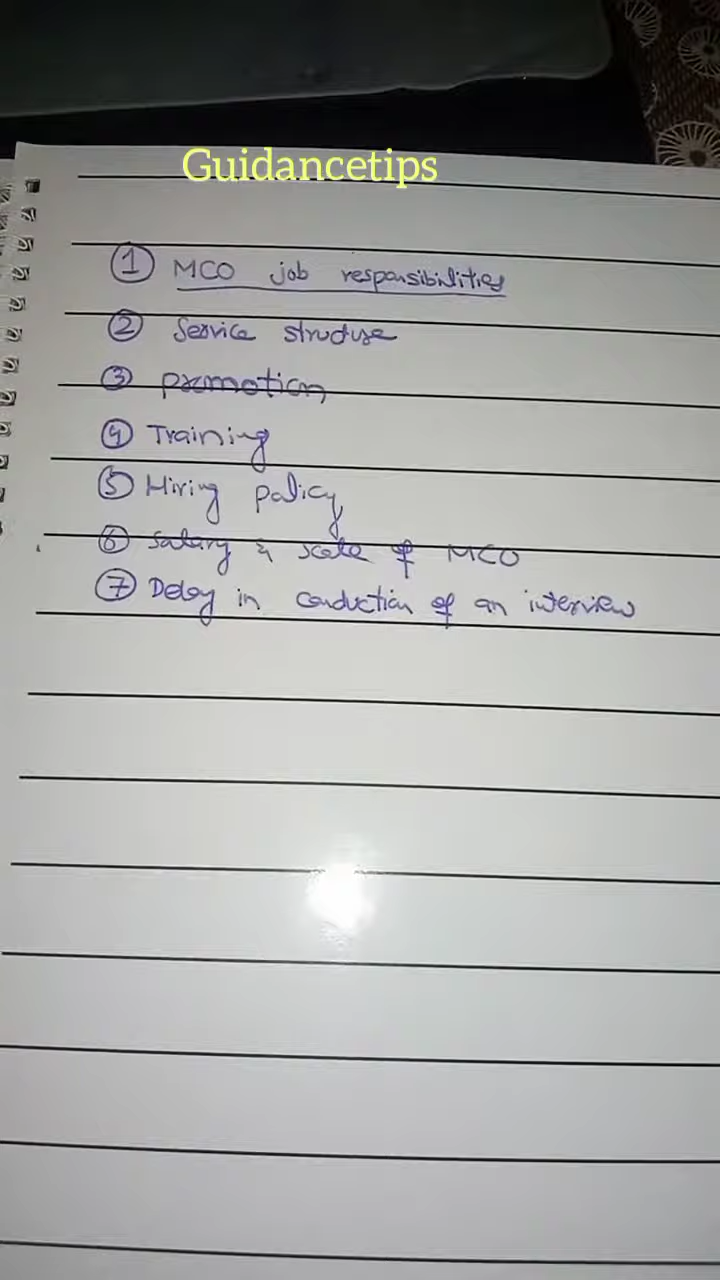 Guidancetips
① MCO job responsibilities
② Service structure
③ promotion
④ Training
⑤ Hiring policy
⑥ Salary & scale of MCO
⑦ Delay in conduction of an interview